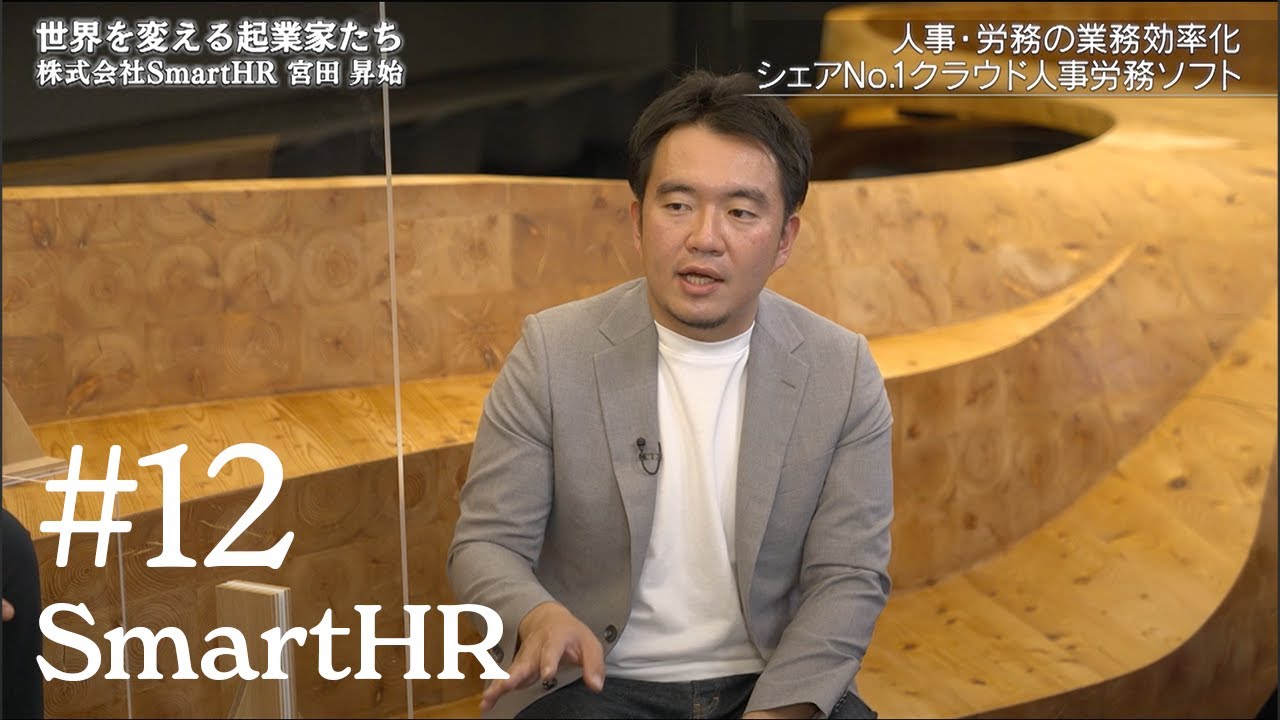 世界を変える起業家たち
株式会社SmartHR 宮田 昇始
人事・労務の業務効率化
シェアNo.1クラウド人事労務ソフト
#12
SmartHR